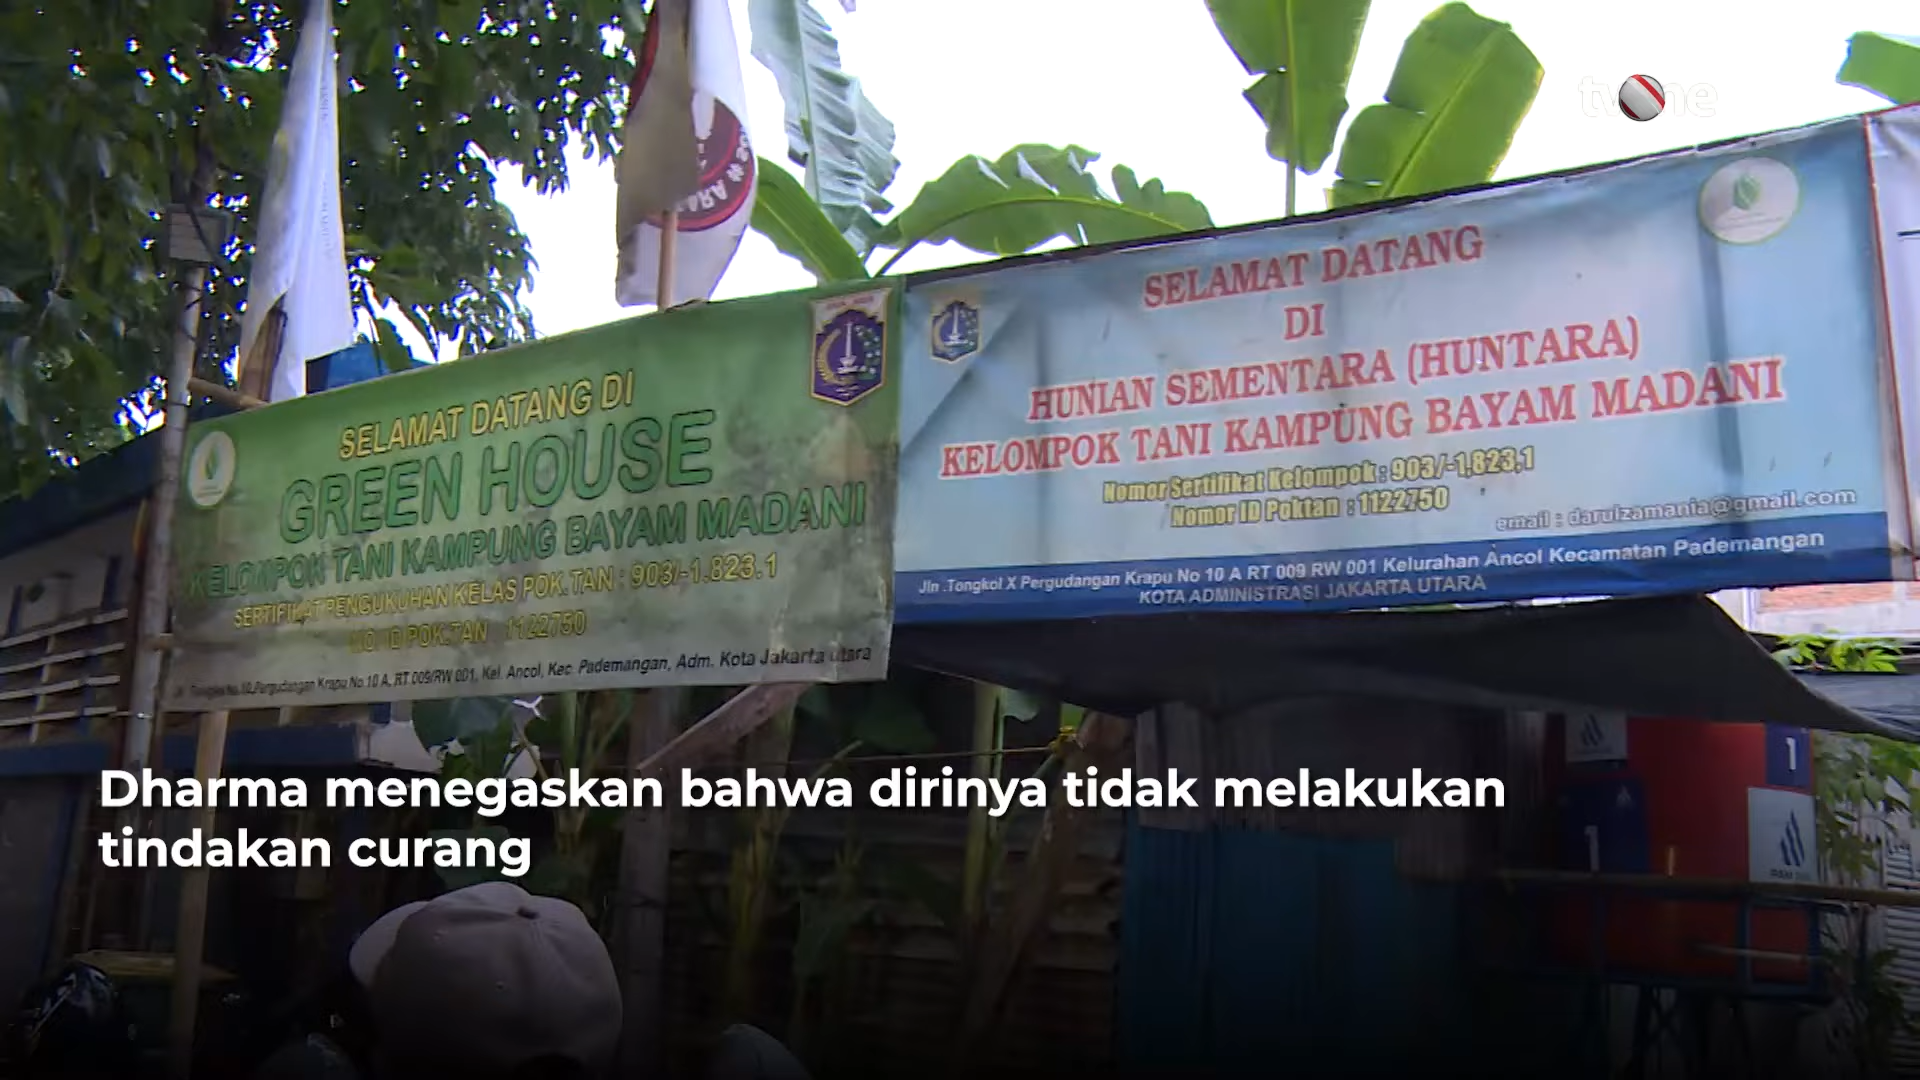 tvOne
SELAMAT DATANG DI
GREEN HOUSE
KELOMPOK TANI KAMPUNG BAYAM MADANI
SERTIFIKAT PENGUKUHAN KELAS POK.TAN : 903/-1.823.1
NO. ID POK.TAN : 1122750
Tongkol No.10,Pergudangan Krapu No 10 A, RT 009/RW 001, Kel. Ancol, Kec. Pademangan, Adm. Kota Jakarta utara
SELAMAT DATANG
DI
HUNIAN SEMENTARA (HUNTARA)
KELOMPOK TANI KAMPUNG BAYAM MADANI
Nomor Sertifikat Kelompok : 903/-1,823,1
Nomor ID Poktan : 1122750
email : darulzamania@gmail.com
Jln .Tongkol X Pergudangan Krapu No 10 A RT 009 RW 001 Kelurahan Ancol Kecamatan Pademangan
KOTA ADMINISTRASI JAKARTA UTARA
1
1
Dharma menegaskan bahwa dirinya tidak melakukan
tindakan curang